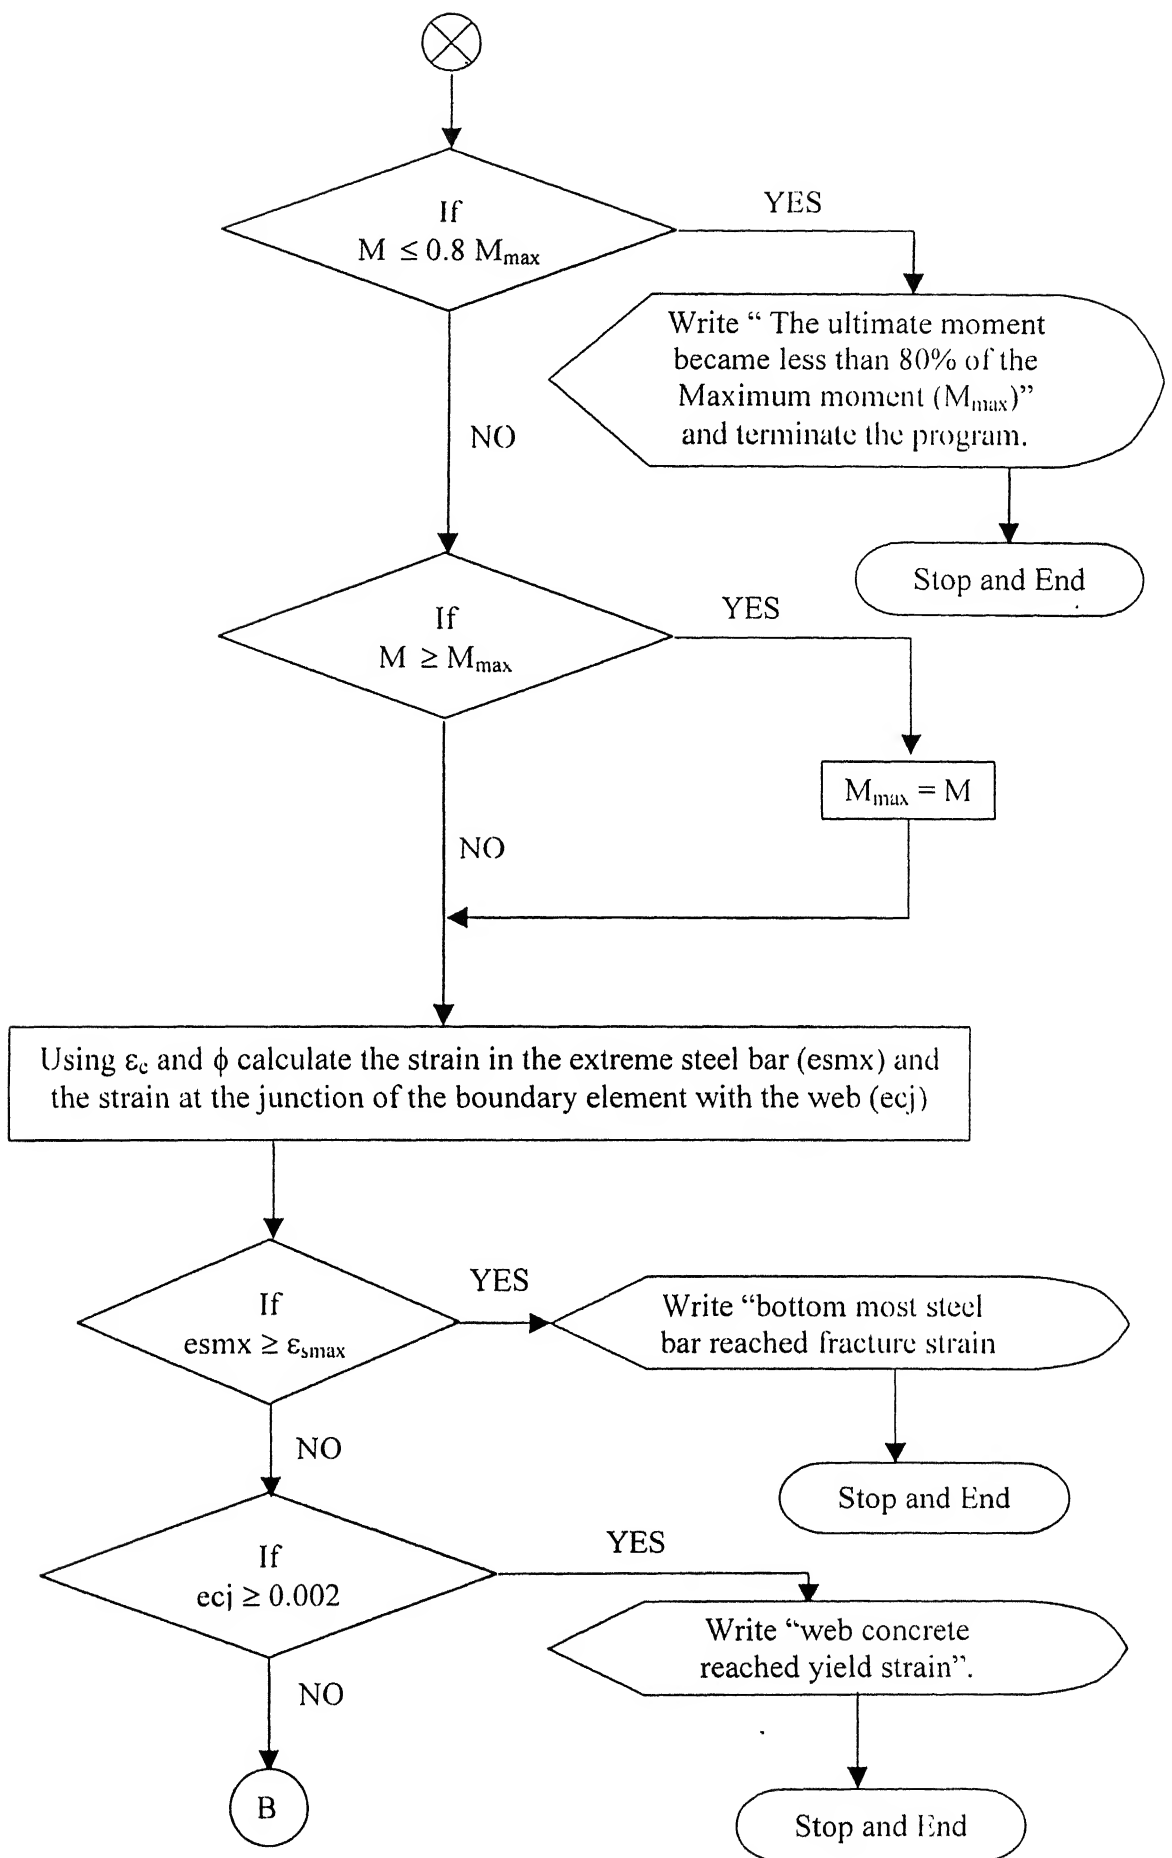 If
M ≤ 0.8 Mmax
YES
Write “ The ultimate moment
became less than 80% of the
Maximum moment (Mmax)”
and terminate the program.
NO
Stop and End
If
M ≥ Mmax
YES
Mmax = M
NO
Using εc and ϕ calculate the strain in the extreme steel bar (esmx) and
the strain at the junction of the boundary element with the web (ecj)
If
esmx ≥ εsmax
YES
Write “bottom most steel
bar reached fracture strain
NO
Stop and End
If
ecj ≥ 0.002
YES
Write “web concrete
reached yield strain”.
NO
B
Stop and End